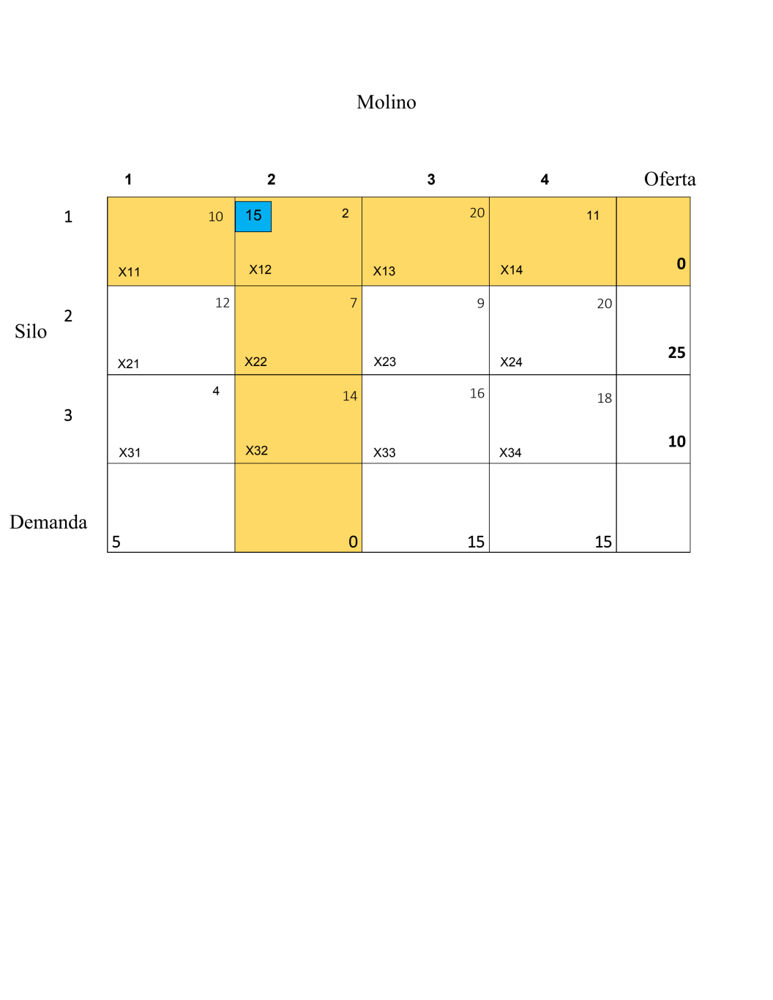 Molino
1 2 3 4 Oferta
1 10 15 2 20 11
X11 X12 X13 X14 0
2 12 7 9 20
Silo
X21 X22 X23 X24 25
3 4 14 16 18
X31 X32 X33 X34 10
Demanda
5 0 15 15